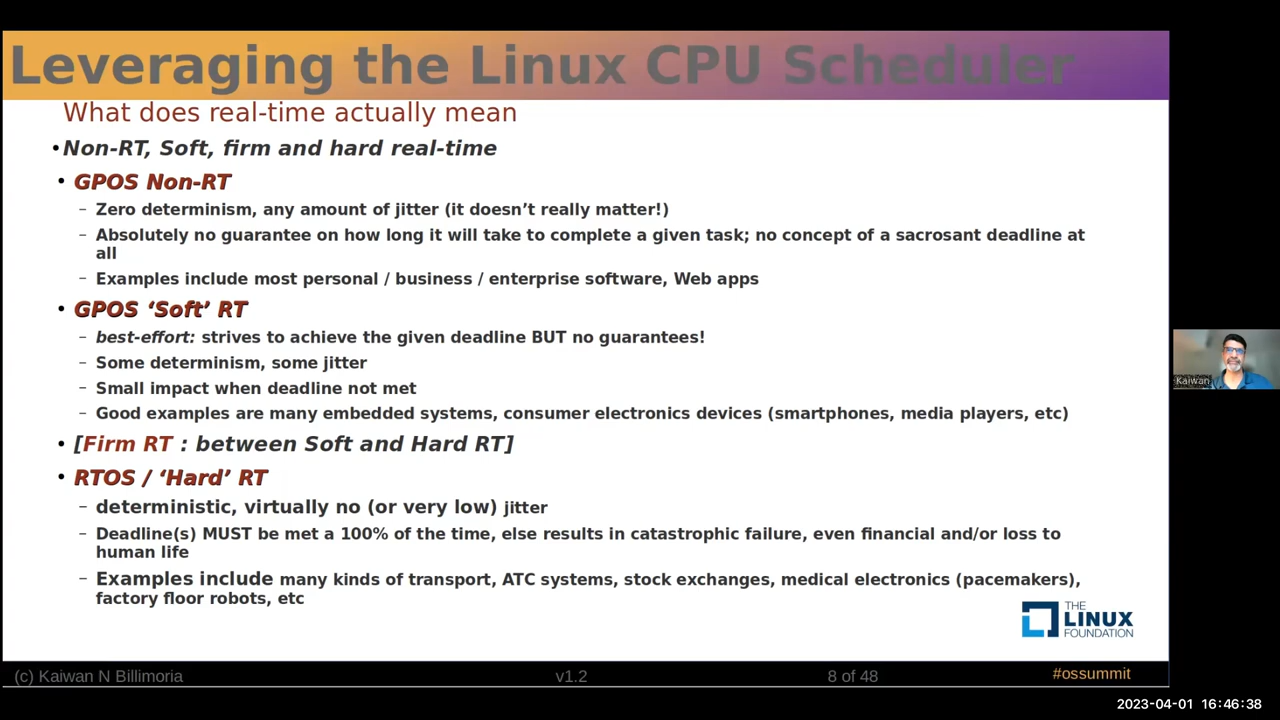 Leveraging the Linux CPU Scheduler
What does real-time actually mean
•Non-RT, Soft, firm and hard real-time
• GPOS Non-RT
– Zero determinism, any amount of jitter (it doesn’t really matter!)
– Absolutely no guarantee on how long it will take to complete a given task; no concept of a sacrosant deadline at
all
– Examples include most personal / business / enterprise software, Web apps
• GPOS ‘Soft’ RT
– best-effort: strives to achieve the given deadline BUT no guarantees!
– Some determinism, some jitter
– Small impact when deadline not met
– Good examples are many embedded systems, consumer electronics devices (smartphones, media players, etc)
• [Firm RT : between Soft and Hard RT]
• RTOS / ‘Hard’ RT
– deterministic, virtually no (or very low) jitter
– Deadline(s) MUST be met a 100% of the time, else results in catastrophic failure, even financial and/or loss to
human life
– Examples include many kinds of transport, ATC systems, stock exchanges, medical electronics (pacemakers),
factory floor robots, etc
THE
LINUX
FOUNDATION
(c) Kaiwan N Billimoria
v1.2
8 of 48
#ossummit
Kaiwan
2023-04-01 16:46:38